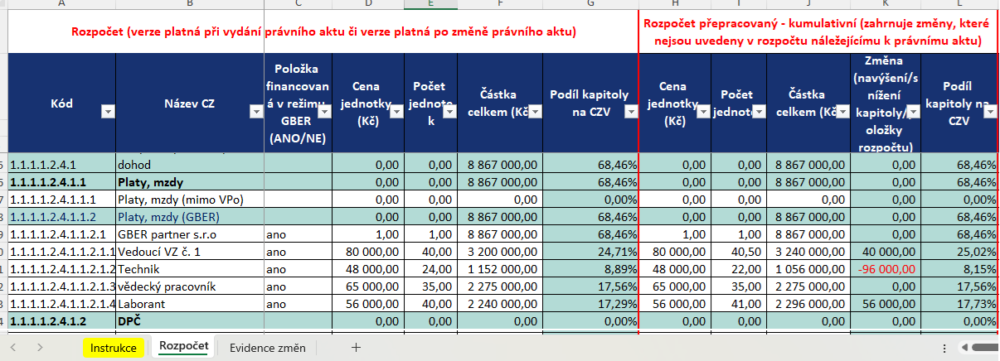 A B C D E F G H I J K L
Rozpočet (verze platná při vydání právního aktu či verze platná po změně právního aktu)
Rozpočet přepracovaný - kumulativní (zahrnuje změny, které
nejsou uvedeny v rozpočtu náležejícímu k právnímu aktu)
Kód
Název CZ
Položka
financovan
á v režimu
GBER
(ANO/NE)
Cena
jednotky
(Kč)
Počet
jednote
k
Částka
celkem (Kč
Podíl kapitoly
na CZV
Cena
jednotky
(Kč)
Počet
jednot
Částka
celkem (Kč
Změna
(navýšení/s
nížení
kapitoly/
oložky
rozpočtu)
Podíl
kapitoly na
CZV
1.1.1.1.2.4.1 dohod 0,00 0,00 8 867 000,00 68,46% 0,00 0,00 8 867 000,00 0,00 68,46%
1.1.1.1.2.4.1.1 Platy, mzdy 0,00 0,00 8 867 000,00 68,46% 0,00 0,00 8 867 000,00 0,00 68,46%
1.1.1.1.2.4.1.1.1 Platy, mzdy (mimo VPo) 0,00 0,00 0,00 0,00% 0,00 0,00 0,00 0,00 0,00%
1.1.1.1.2.4.1.1.2 Platy, mzdy (GBER) 0,00 0,00 8 867 000,00 68,46% 0,00 0,00 8 867 000,00 0,00 68,46%
1.1.1.1.2.4.1.1.2.1 GBER partner s.r.o ano 1,00 1,00 8 867 000,00 68,46% 1,00 1,00 8 867 000,00 0,00 68,46%
1.1.1.1.2.4.1.1.2.1.1 Vedoucí VZ č. 1 ano 80 000,00 40,00 3 200 000,00 24,71% 80 000,00 40,50 3 240 000,00 40 000,00 25,02%
1.1.1.1.2.4.1.1.2.1.2 Technik ano 48 000,00 24,00 1 152 000,00 8,89% 48 000,00 22,00 1 056 000,00 -96 000,00 8,15%
1.1.1.1.2.4.1.1.2.1.3 vědecký pracovník ano 65 000,00 35,00 2 275 000,00 17,56% 65 000,00 35,00 2 275 000,00 0,00 17,56%
1.1.1.1.2.4.1.1.2.1.4 Laborant ano 56 000,00 40,00 2 240 000,00 17,29% 56 000,00 41,00 2 296 000,00 56 000,00 17,73%
1.1.1.1.2.4.1.2 DPČ 0,00 0,00 0,00 0,00% 0,00 0,00 0,00 0,00 0,00%
Instrukce Rozpočet Evidence změn